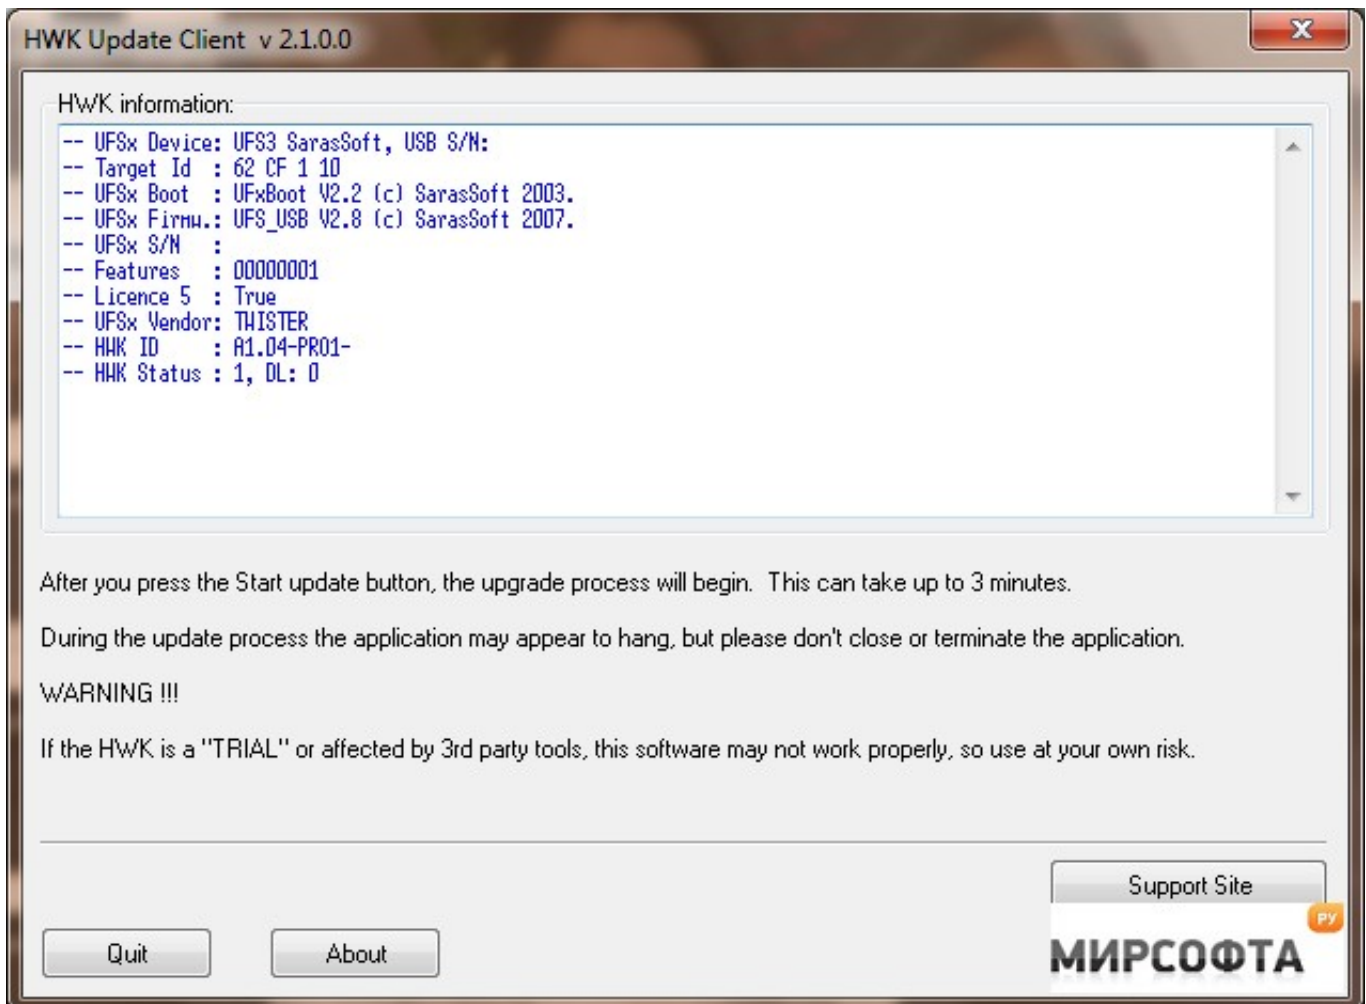 HWK Update Client v 2.1.0.0
HWK information:
-- UFSx Device: UFS3 SarasSoft, USB S/N:
-- Target Id : 62 CF 1 10
-- UFSx Boot : UFxBoot V2.2 (c) SarasSoft 2003.
-- UFSx Firmw.: UFS_USB V2.8 (c) SarasSoft 2007.
-- UFSx S/N :
-- Features : 00000001
-- Licence 5 : True
-- UFSx Vendor: TWISTER
-- HWK ID : A1.04-PR01-
-- HWK Status : 1, DL: 0
After you press the Start update button, the upgrade process will begin. This can take up to 3 minutes.
During the update process the application may appear to hang, but please don't close or terminate the application.
WARNING !!!
If the HWK is a "TRIAL" or affected by 3rd party tools, this software may not work properly, so use at your own risk.
Support Site
Quit
About
РУ
МИРСОФТА